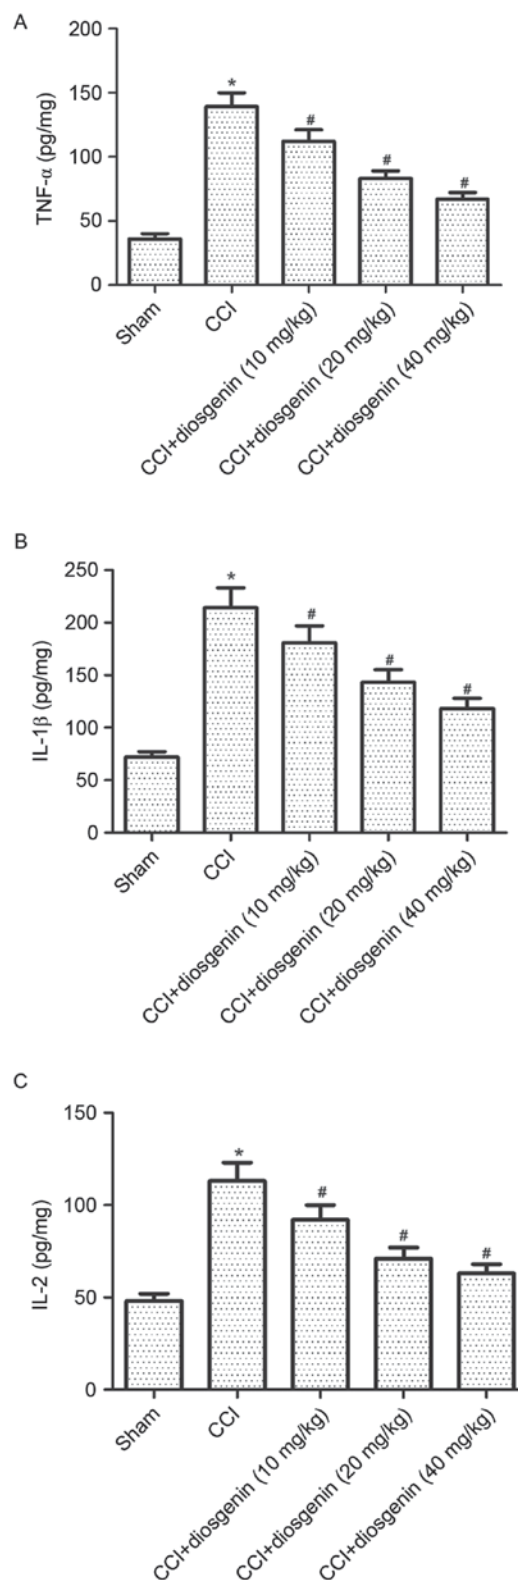 A
TNF-α (pg/mg)
200
150
100
50
0
*
#
#
#
Sham
CCI
CCI+diosgenin (10 mg/kg)
CCI+diosgenin (20 mg/kg)
CCI+diosgenin (40 mg/kg)
B
IL-1β (pg/mg)
250
200
150
100
50
0
*
#
#
#
Sham
CCI
CCI+diosgenin (10 mg/kg)
CCI+diosgenin (20 mg/kg)
CCI+diosgenin (40 mg/kg)
C
IL-2 (pg/mg)
150
100
50
0
*
#
#
#
Sham
CCI
CCI+diosgenin (10 mg/kg)
CCI+diosgenin (20 mg/kg)
CCI+diosgenin (40 mg/kg)